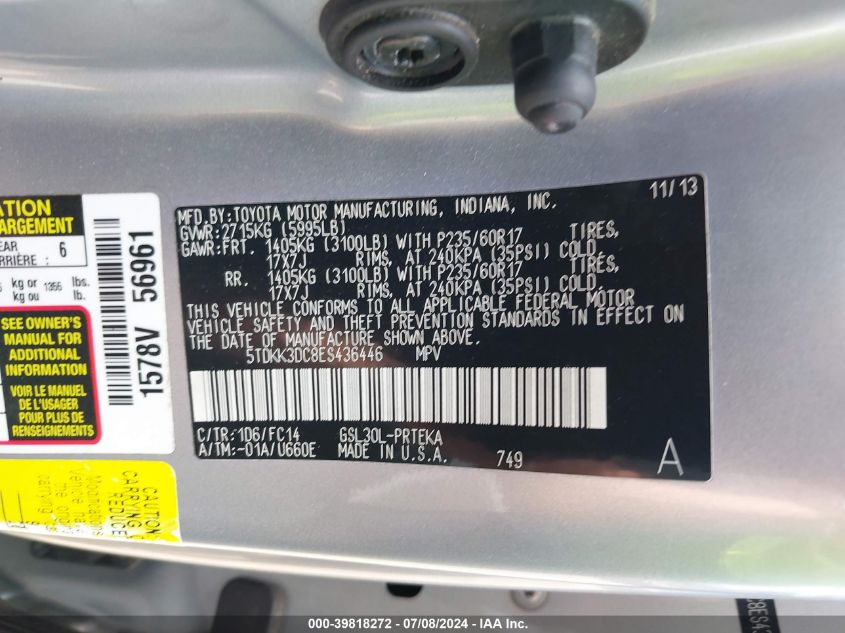 11/13
MFD.BY:TOYOTA MOTOR MANUFACTURING, INDIANA, INC.
GVWR:2715KG (5995LB)
GAWR:FRT. 1405KG (3100LB) WITH P235/60R17 TIRES,
17X7J RIMS, AT 240KPA (35PSI) COLD.
RR. 1405KG (3100LB) WITH P235/60R17 TIRES,
17X7J RIMS, AT 240KPA (35PSI) COLD.
THIS VEHICLE CONFORMS TO ALL APPLICABLE FEDERAL MOTOR
VEHICLE SAFETY AND THEFT PREVENTION STANDARDS IN EFFECT ON
THE DATE OF MANUFACTURE SHOWN ABOVE.
5TDKK3DC8ES436446 MPV
C/TR:1D6/FC14 GSL30L-PRTEKA
A/TM:-01A/U660E MADE IN U.S.A. 749 A
6
kg or 1356 lbs.
kg ou lb.
SEE OWNER'S
MANUAL FOR
ADDITIONAL
INFORMATION
VOIR LE MANUEL
DE L'USAGER
POUR PLUS DE
RENSEIGNEMENTS
1578V 56961
CAUTION
000-39818272 - 07/08/2024 - IAA Inc.